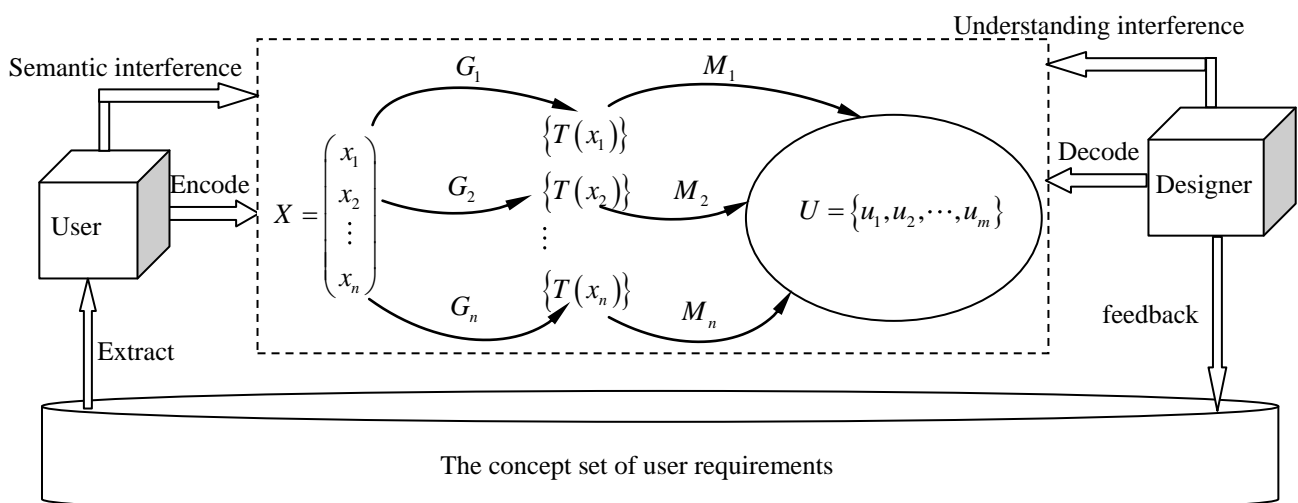 Understanding interference
Semantic interference
G₁
M₁
{T(x₁)}
Encode
User
X = (x₁ x₂ ⋮ xₙ)
G₂
{T(x₂)}
M₂
⋮
U = {u₁,u₂,⋯,uₘ}
Decode
Designer
Gₙ
{T(xₙ)}
Mₙ
feedback
Extract
The concept set of user requirements